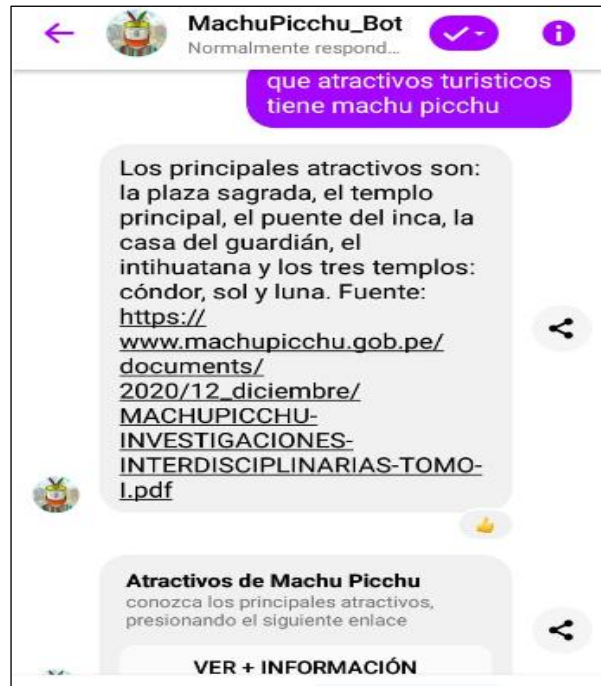 MachuPicchu_Bot
Normalmente respond...
que atractivos turisticos
tiene machu picchu
Los principales atractivos son:
la plaza sagrada, el templo
principal, el puente del inca, la
casa del guardián, el
intihuatana y los tres templos:
cóndor, sol y luna. Fuente:
https://
www.machupicchu.gob.pe/
documents/
2020/12_diciembre/
MACHUPICCHU-
INVESTIGACIONES-
INTERDISCIPLINARIAS-TOMO-
I.pdf
Atractivos de Machu Picchu
conozca los principales atractivos,
presionando el siguiente enlace
VER + INFORMACIÓN